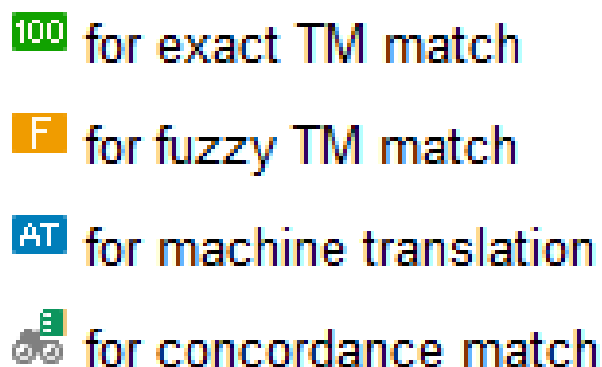 100 for exact TM match
F for fuzzy TM match
AT for machine translation
for concordance match